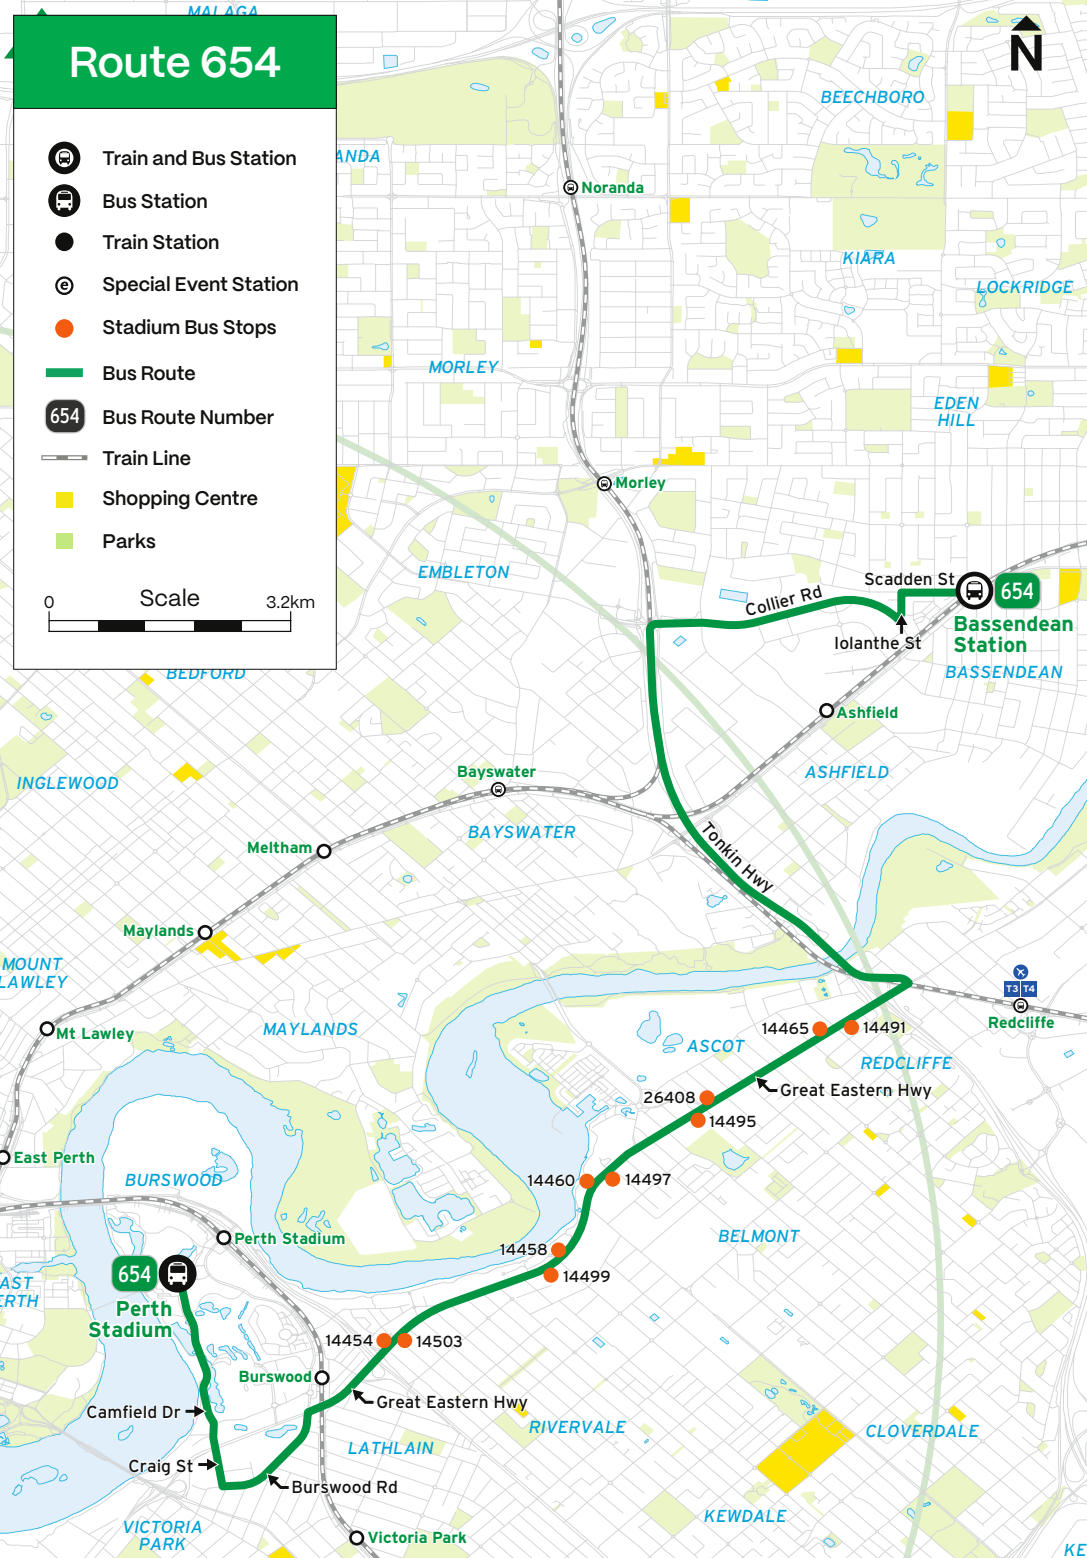 MALAGA
Route 654
N
Train and Bus Station
Bus Station
Train Station
e Special Event Station
Stadium Bus Stops
Bus Route
654 Bus Route Number
Train Line
Shopping Centre
Parks
Scale
0 3.2km
BEECHBORO
ANDA
Noranda
KIARA
LOCKRIDGE
MORLEY
EDEN
HILL
Morley
EMBLETON
Scadden St
654
Collier Rd
Bassendean
Station
Iolanthe St
BEDFORD
BASSENDEAN
Ashfield
INGLEWOOD
Bayswater
ASHFIELD
BAYSWATER
Meltham
Tonkin Hwy
Maylands
MOUNT
LAWLEY
T3 T4
Redcliffe
Mt Lawley
MAYLANDS
14465
14491
ASCOT
REDCLIFFE
26408
Great Eastern Hwy
14495
East Perth
BURSWOOD
14460
14497
Perth Stadium
BELMONT
14458
14499
654
AST
ERTH
Perth
Stadium
14454
14503
Burswood
Camfield Dr
Great Eastern Hwy
RIVERVALE
CLOVERDALE
LATHLAIN
Craig St
Burswood Rd
KEWDALE
VICTORIA
PARK
Victoria Park
KE